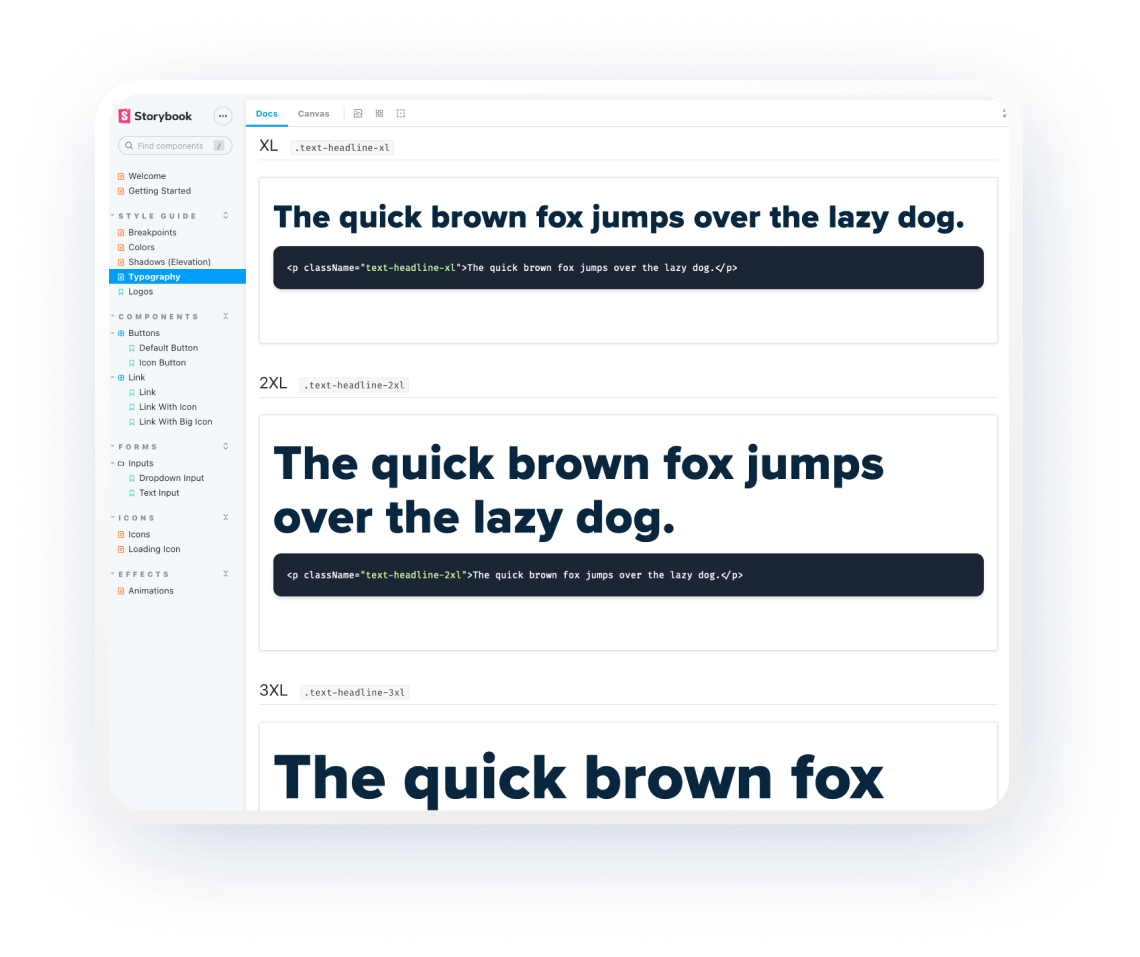 Storybook
Find components /
Welcome
Getting Started
STYLE GUIDE
Breakpoints
Colors
Shadows (Elevation)
Typography
Logos
COMPONENTS
Buttons
Default Button
Icon Button
Link
Link
Link With Icon
Link With Big Icon
FORMS
Inputs
Dropdown Input
Text Input
ICONS
Icons
Loading Icon
EFFECTS
Animations
Docs Canvas
XL .text-headline-xl
The quick brown fox jumps over the lazy dog.
<p className="text-headline-xl">The quick brown fox jumps over the lazy dog.</p>
2XL .text-headline-2xl
The quick brown fox jumps
over the lazy dog.
<p className="text-headline-2xl">The quick brown fox jumps over the lazy dog.</p>
3XL .text-headline-3xl
The quick brown fox